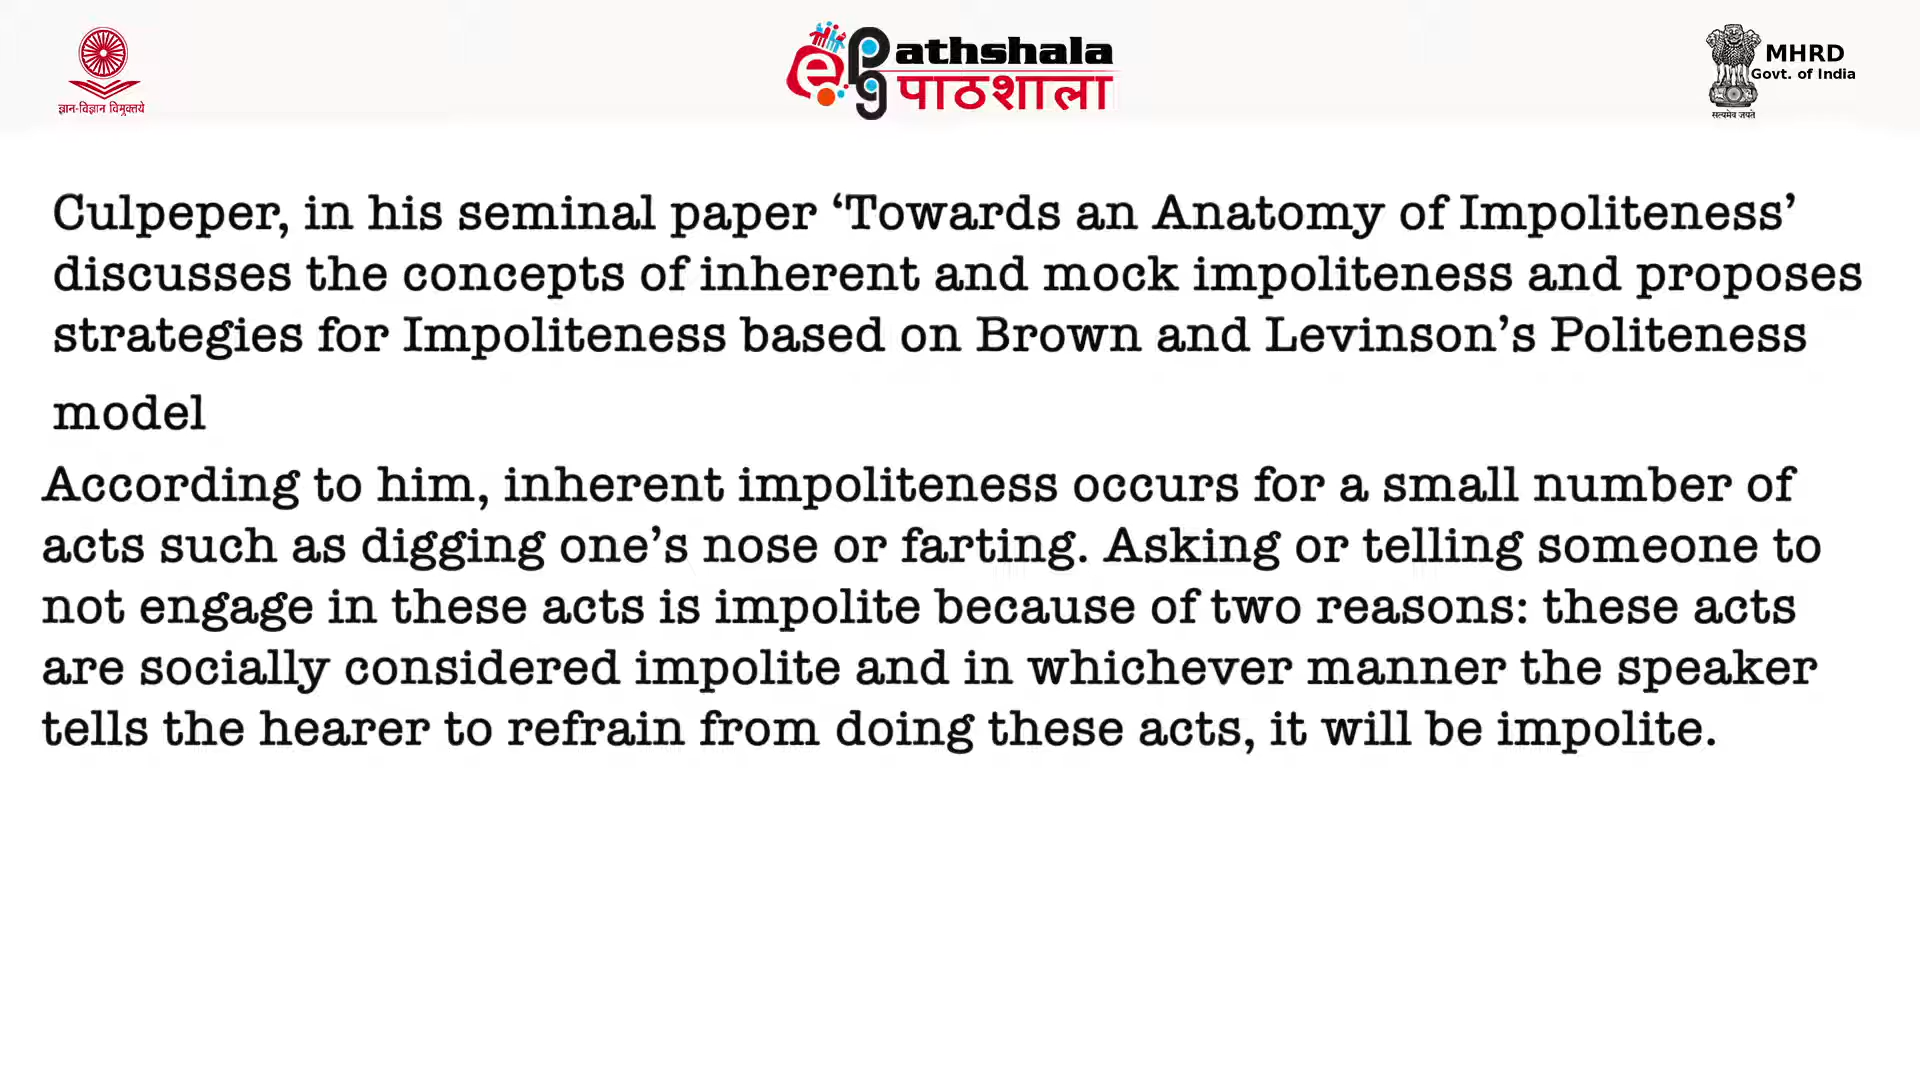 ज्ञान-विज्ञान विमुक्तये
e pg athshala
पाठशाला
MHRD
Govt. of India
सत्यमेव जयते
Culpeper, in his seminal paper ‘Towards an Anatomy of Impoliteness’
discusses the concepts of inherent and mock impoliteness and proposes
strategies for Impoliteness based on Brown and Levinson’s Politeness
model
According to him, inherent impoliteness occurs for a small number of
acts such as digging one’s nose or farting. Asking or telling someone to
not engage in these acts is impolite because of two reasons: these acts
are socially considered impolite and in whichever manner the speaker
tells the hearer to refrain from doing these acts, it will be impolite.